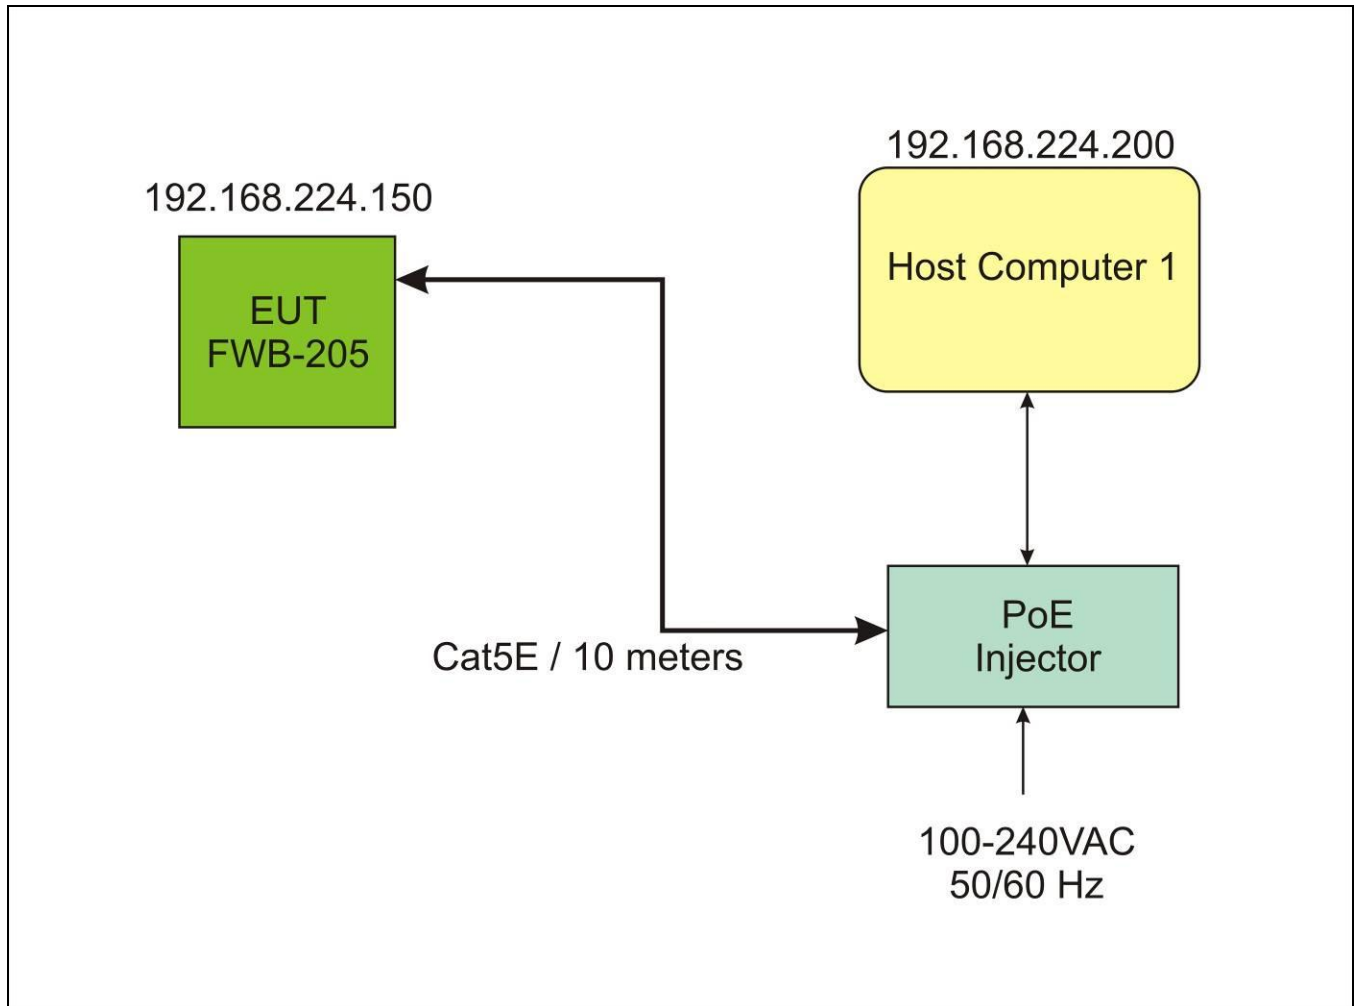 192.168.224.200
192.168.224.150
Host Computer 1
EUT
FWB-205
PoE
Injector
Cat5E / 10 meters
100-240VAC
50/60 Hz